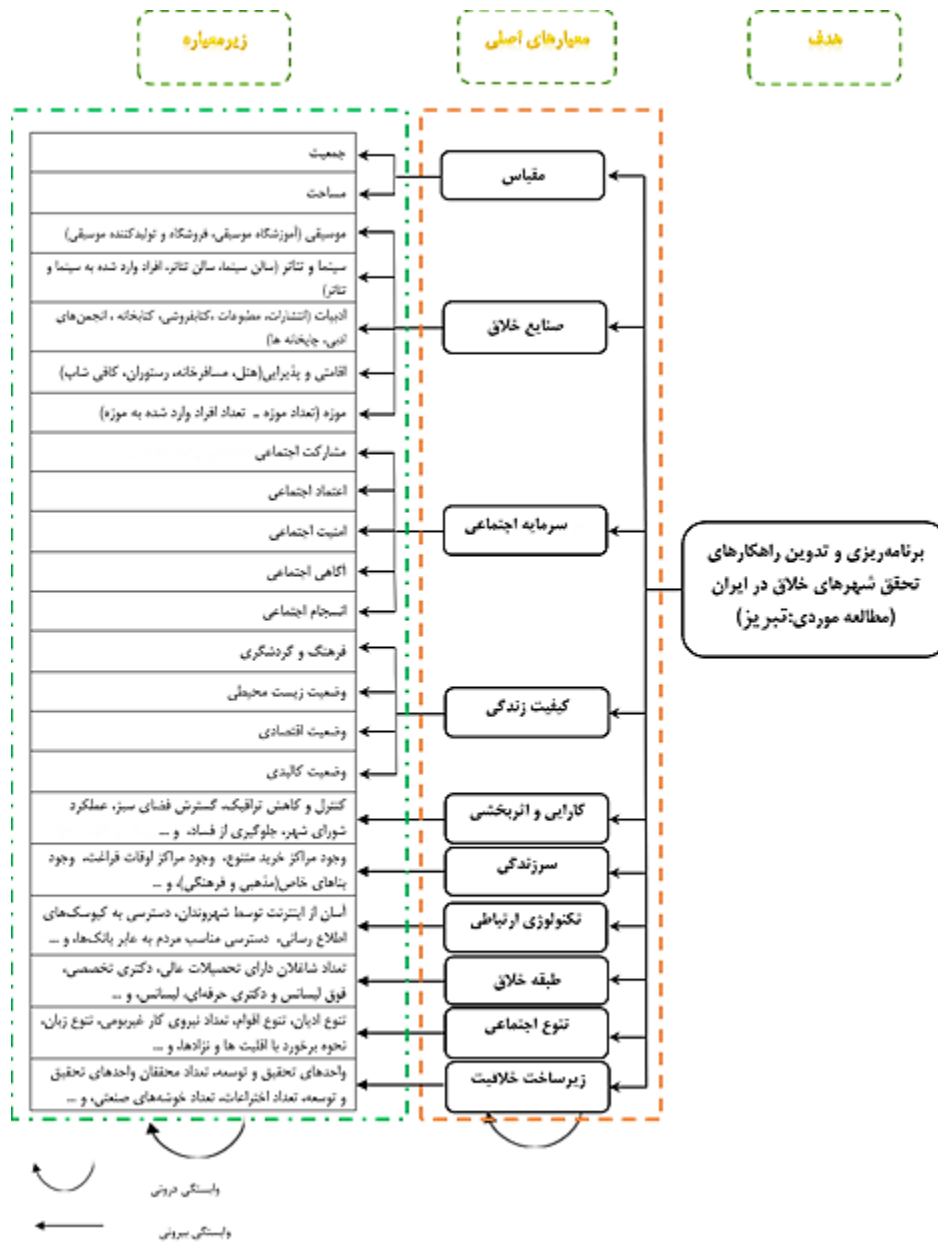 هدف
معیارهای اصلی
زیرمعیاره
برنامه‌ریزی و تدوین راهکارهای
تحقق شهرهای خلاق در ایران
(مطالعه موردی:تبریز)
مقیاس
جمعیت
مساحت
صنایع خلاق
موسیقی (آموزشگاه موسیقی، فروشگاه و تولیدکننده موسیقی)
سینما و تئاتر (سالن سینما، سالن تئاتر، افراد وارد شده به سینما و
تئاتر)
ادبیات (انتشارات، مطبوعات ،کتابفروشی، کتابخانه ، انجمن‌های
ادبی، چاپخانه ها)
اقامتی و پذیرایی(هتل، مسافرخانه، رستوران، کافی شاپ)
موزه (تعداد موزه – تعداد افراد وارد شده به موزه)
سرمایه اجتماعی
مشارکت اجتماعی
اعتماد اجتماعی
امنیت اجتماعی
آگاهی اجتماعی
انسجام اجتماعی
کیفیت زندگی
فرهنگ و گردشگری
وضعیت زیست محیطی
وضعیت اقتصادی
وضعیت کالبدی
کارایی و اثربخشی
کنترل و کاهش ترافیک، گسترش فضای سبز، عملکرد
شورای شهر، جلوگیری از فساد، و ...
سرزندگی
وجود مراکز خرید متنوع، وجود مراکز اوقات فراغت، وجود
بناهای خاص(مذهبی و فرهنگی)، و ...
تکنولوژی ارتباطی
آسان از اینترنت توسط شهروندان، دسترسی به کیوسک‌های
اطلاع رسانی، دسترسی مناسب مردم به عابر بانک‌ها، و ...
طبقه خلاق
تعداد شاغلان دارای تحصیلات عالی، دکتری تخصصی،
فوق لیسانس و دکتری حرفه‌ای، لیسانس، و ...
تنوع اجتماعی
تنوع ادیان، تنوع اقوام، تعداد نیروی کار غیربومی، تنوع زبان،
نحوه برخورد با اقلیت ها و نژادها، و ...
زیرساخت خلاقیت
واحدهای تحقیق و توسعه، تعداد محققان واحدهای تحقیق
و توسعه، تعداد اختراعات، تعداد خوشه‌های صنعتی، و ...
وابستگی درونی
وابستگی بیرونی